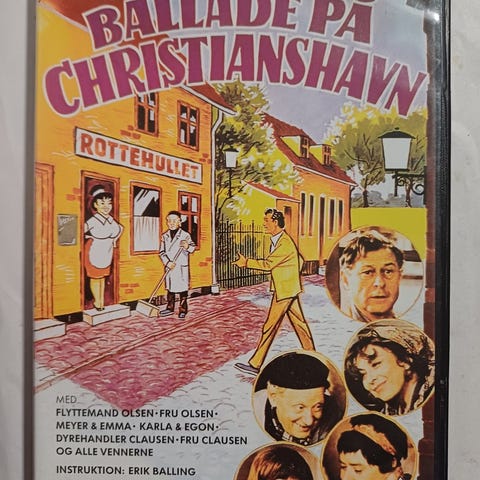 BALLADE PÅ
CHRISTIANSHAVN
ROTTEHULLET
MED
FLYTTEMAND OLSEN · FRU OLSEN ·
MEYER & EMMA · KARLA & EGON ·
DYREHANDLER CLAUSEN · FRU CLAUSEN
OG ALLE VENNERNE
INSTRUKTION: ERIK BALLING